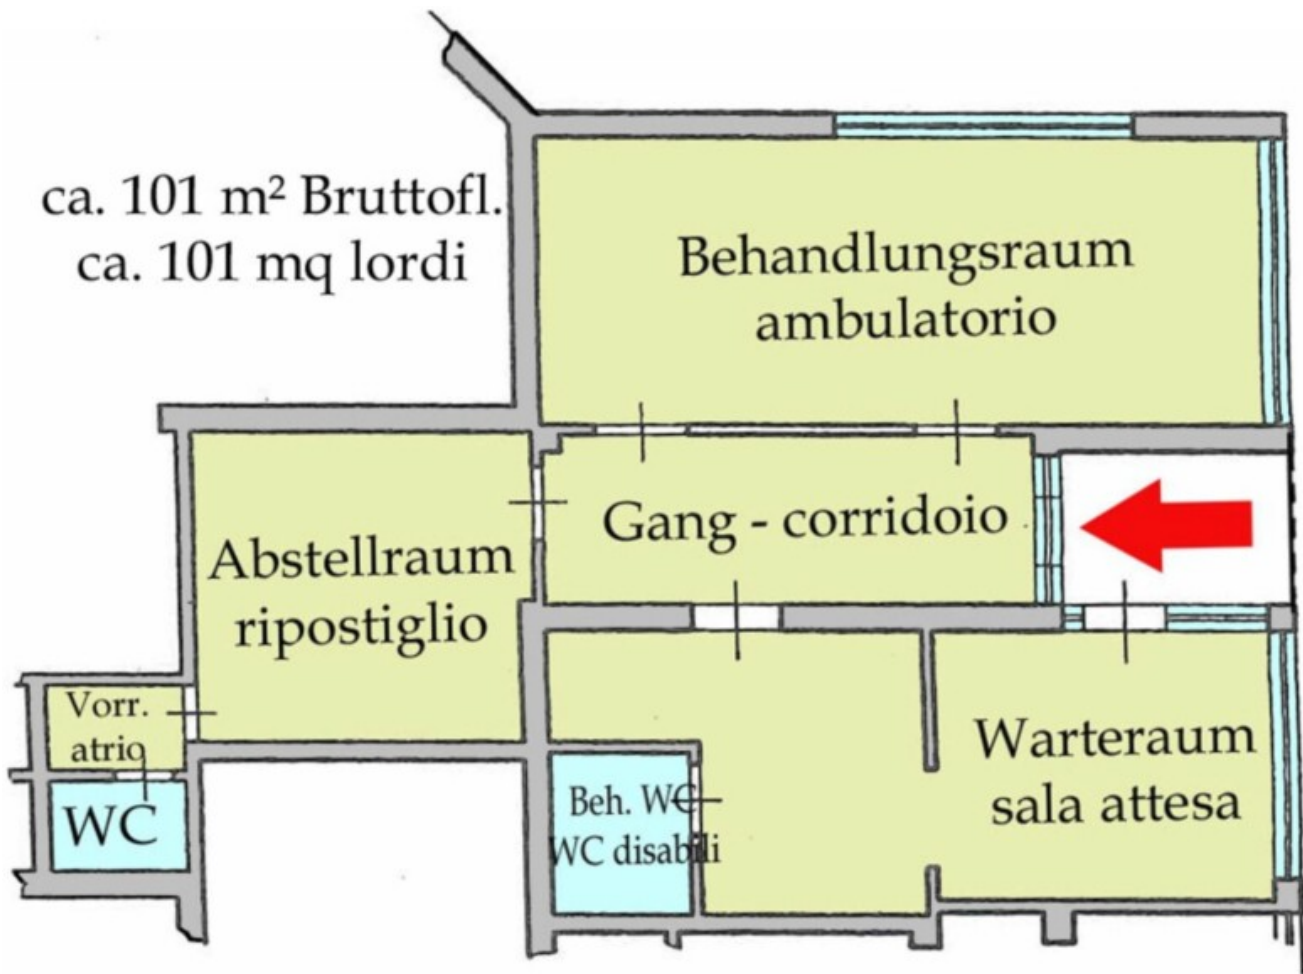 ca. 101 m² Bruttofl.
ca. 101 mq lordi
Behandlungsraum
ambulatorio
Gang - corridoio
Abstellraum
ripostiglio
Vorr.
atrio
WC
Beh. WC
WC disabili
Warteraum
sala attesa